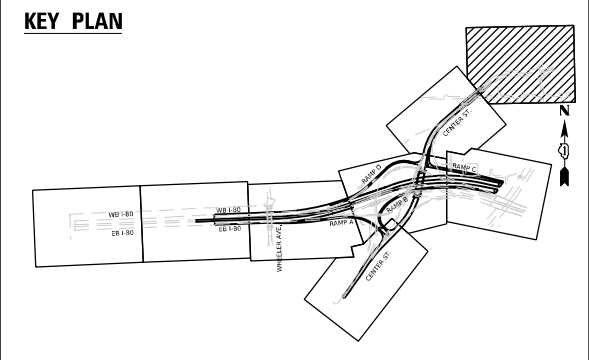 KEY PLAN
N
CENTER ST.
RAMP D
RAMP C
RAMP B
WB I-80
WB I-80
EB I-80
EB I-80
RAMP A
WHEELER AVE.
CENTER ST.